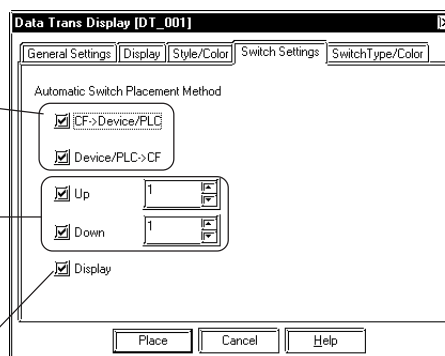 Data Trans Display [DT_001]
General Settings Display Style/Color Switch Settings SwitchType/Color
Automatic Switch Placement Method
CF->Device/PLC
Device/PLC->CF
Up 1
Down 1
Display
Place Cancel Help